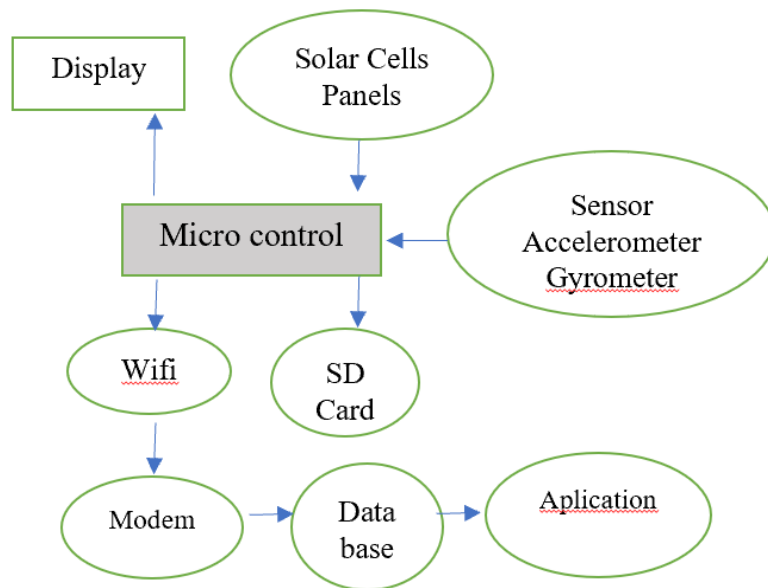 Display
Solar Cells
Panels
Micro control
Sensor
Accelerometer
Gyrometer
Wifi
SD
Card
Modem
Data
base
Aplication